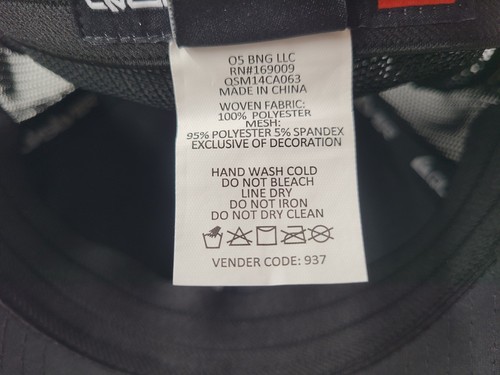 O5 BNG LLC
RN#169009
QSM14CA063
MADE IN CHINA
WOVEN FABRIC:
100% POLYESTER
MESH:
95% POLYESTER 5% SPANDEX
EXCLUSIVE OF DECORATION
HAND WASH COLD
DO NOT BLEACH
LINE DRY
DO NOT IRON
DO NOT DRY CLEAN
VENDER CODE: 937